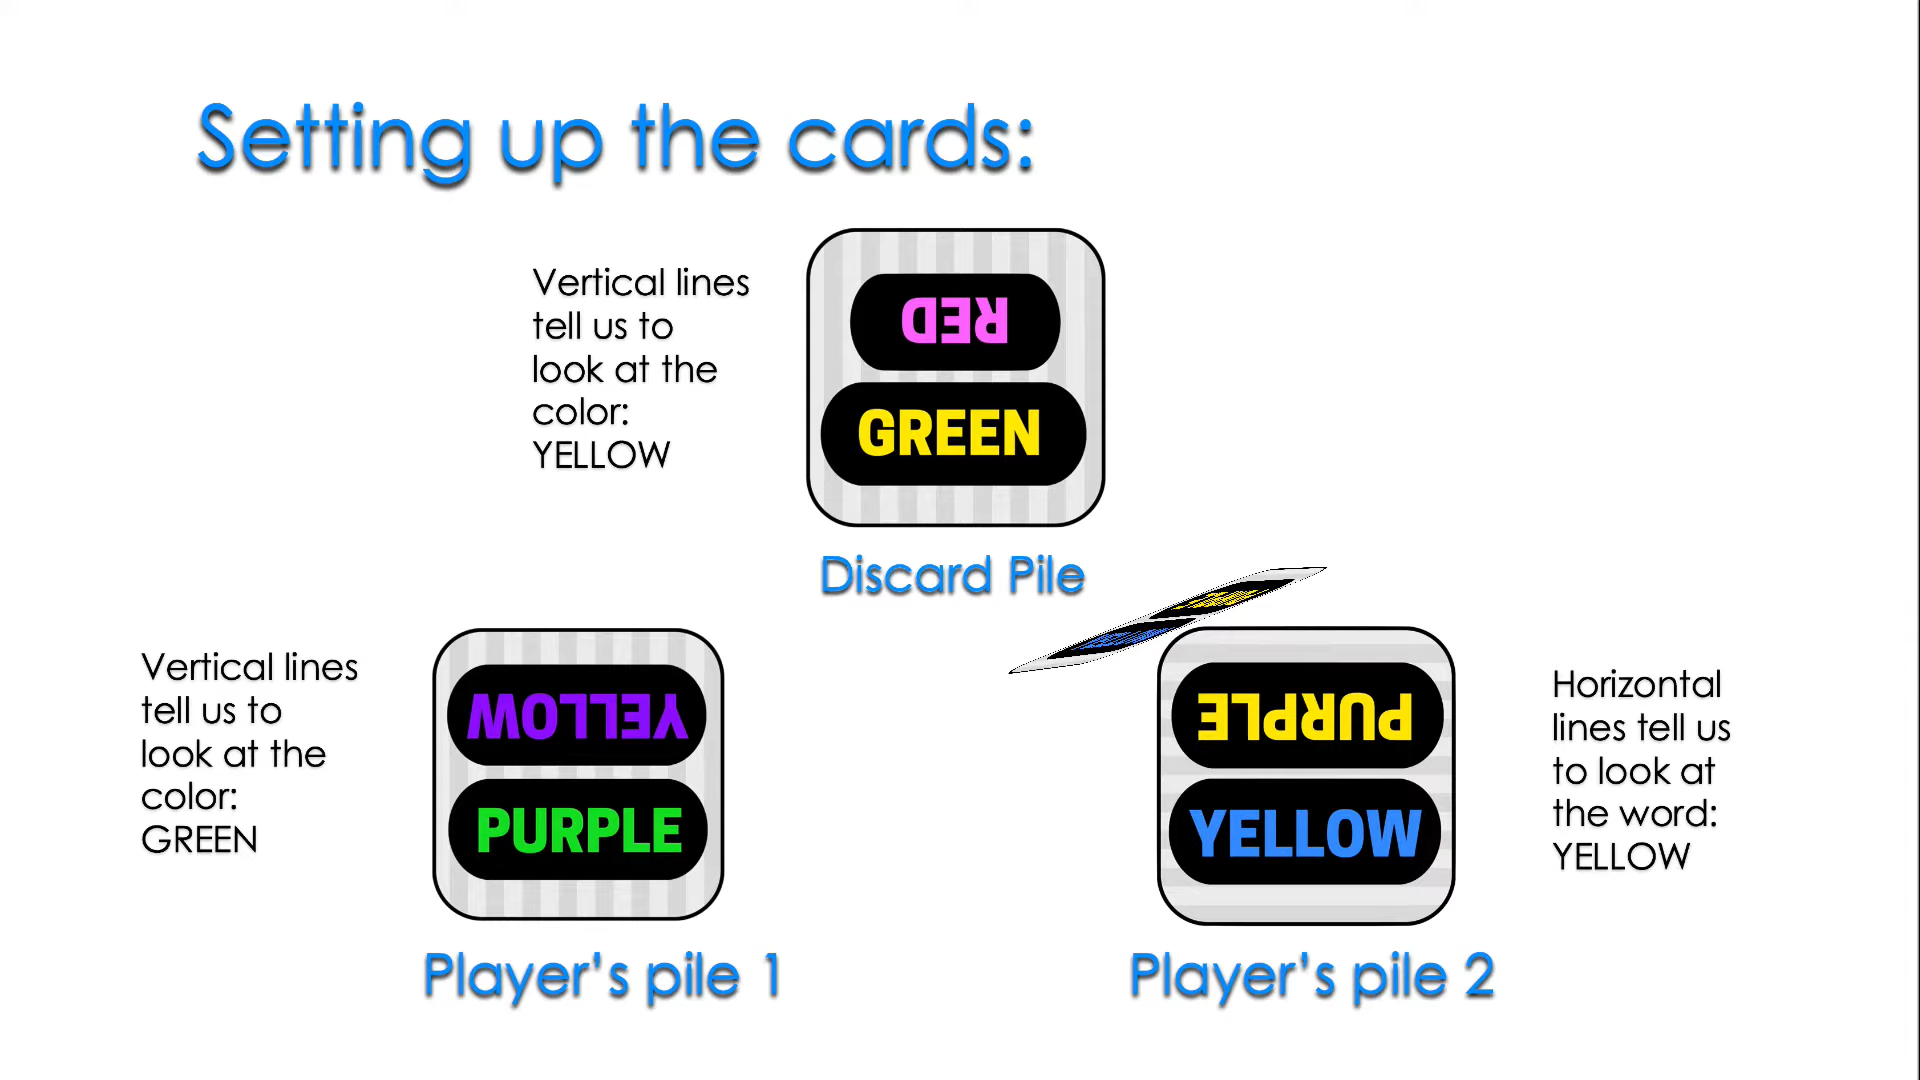 Setting up the cards:
Vertical lines
tell us to
look at the
color:
YELLOW
RED
GREEN
Discard Pile
Vertical lines
tell us to
look at the
color:
GREEN
YELLOW
PURPLE
Player's pile 1
PURPLE
YELLOW
Player's pile 2
Horizontal
lines tell us
to look at
the word:
YELLOW